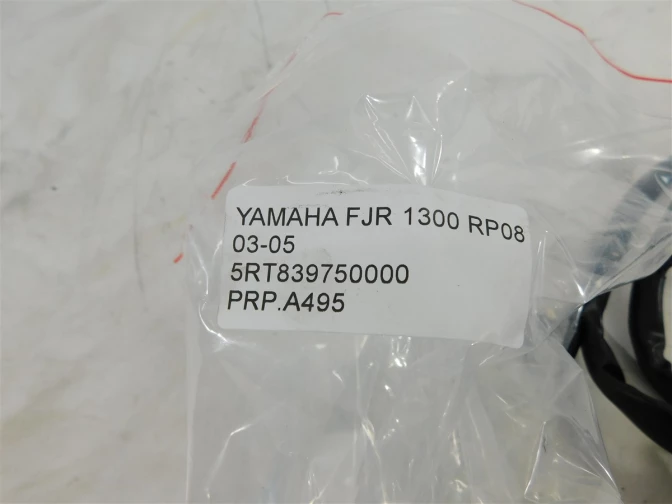 YAMAHA FJR 1300 RP08
03-05
5RT839750000
PRP.A495